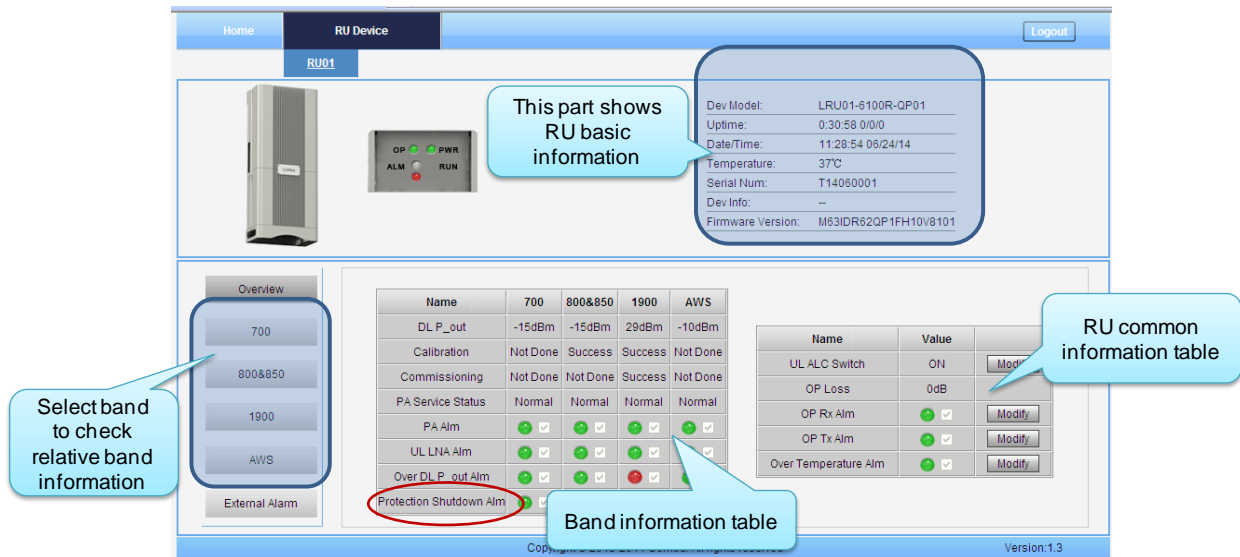 Home RU Device Logout
RU01
This part shows
RU basic
information
Dev Model: LRU01-6100R-QP01
Uptime: 0:30:58 0/0/0
Date/Time: 11:28:54 06/24/14
Temperature: 37℃
Serial Num: T14060001
Dev Info: --
Firmware Version: M63IDR62QP1FH10V8101
OP PWR
ALM RUN
Overview
700
800&850
1900
AWS
External Alarm
Select band
to check
relative band
information
Name 700 800&850 1900 AWS
DL P_out -15dBm -15dBm 29dBm -10dBm
Calibration Not Done Success Success Not Done
Commissioning Not Done Not Done Success Not Done
PA Service Status Normal Normal Normal Normal
PA Alm
UL LNA Alm
Over DL P_out Alm
Protection Shutdown Alm
Band information table
Name Value
UL ALC Switch ON
OP Loss 0dB
OP Rx Alm Modify
OP Tx Alm Modify
Over Temperature Alm Modify
RU common
information table
Version:1.3